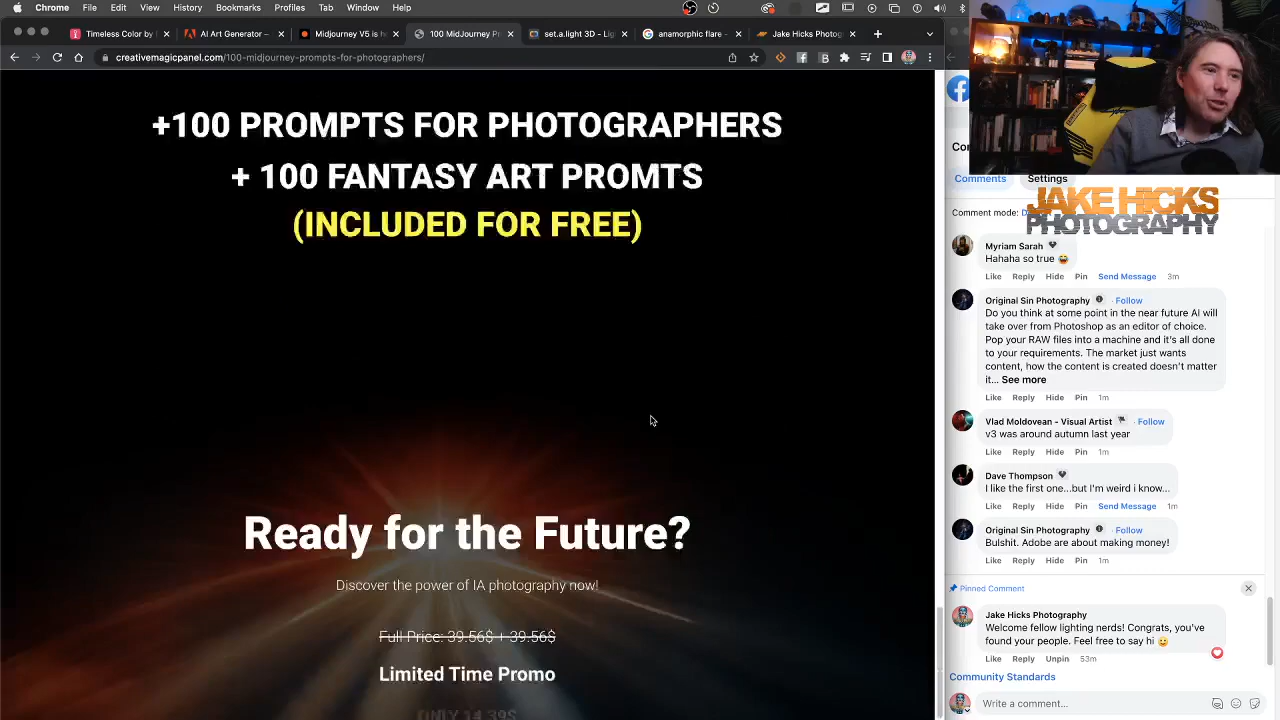 Chrome File Edit View History Bookmarks Profiles Tab Window Help
Timeless Color by
AI Art Generator –
Midjourney V3
100 MidJourney
set.a.light 3D - Li
anamorphic flare -
Jake Hicks Photog
creativemagicpanel.com/100-midjourney-prompts-for-photographers/
+100 PROMPTS FOR PHOTOGRAPHERS
+ 100 FANTASY ART PROMTS
(INCLUDED FOR FREE)
Ready for the Future?
Discover the power of IA photography now!
Full Price: 39.56$ + 39.56$
Limited Time Promo
ONLY 14.39$
Comments Settings
JAKE HICKS
PHOTOGRAPHY
Comment mode:
Myriam Sarah
Hahaha so true 😂
Like Reply Hide Pin Send Message 3m
Original Sin Photography · Follow
Do you think at some point in the near future AI will
take over from Photoshop as an editor of choice.
Pop your RAW files into a machine and it's all done
to your requirements. The market just wants
content, how the content is created doesn't matter
it... See more
Like Reply Hide Pin 1m
Vlad Moldovean - Visual Artist · Follow
v3 was around autumn last year
Like Reply Hide Pin 1m
Dave Thompson
I like the first one...but I'm weird i know...
Like Reply Hide Pin Send Message 1m
Original Sin Photography · Follow
Bulshit. Adobe are about making money!
Like Reply Hide Pin 1m
Pinned Comment
Jake Hicks Photography
Welcome fellow lighting nerds! Congrats, you've
found your people. Feel free to say hi 😉
Like Reply Unpin 53m
Community Standards
Write a comment...